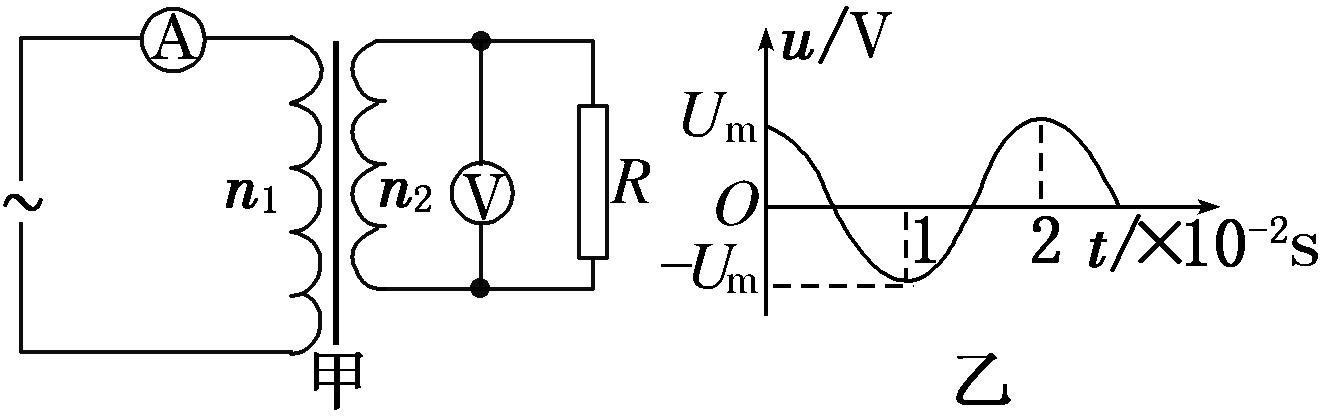 A
~
n₁
n₂
V
R
甲
u/V
Uₘ
O
-Uₘ
1
2
t/×10⁻²s
乙